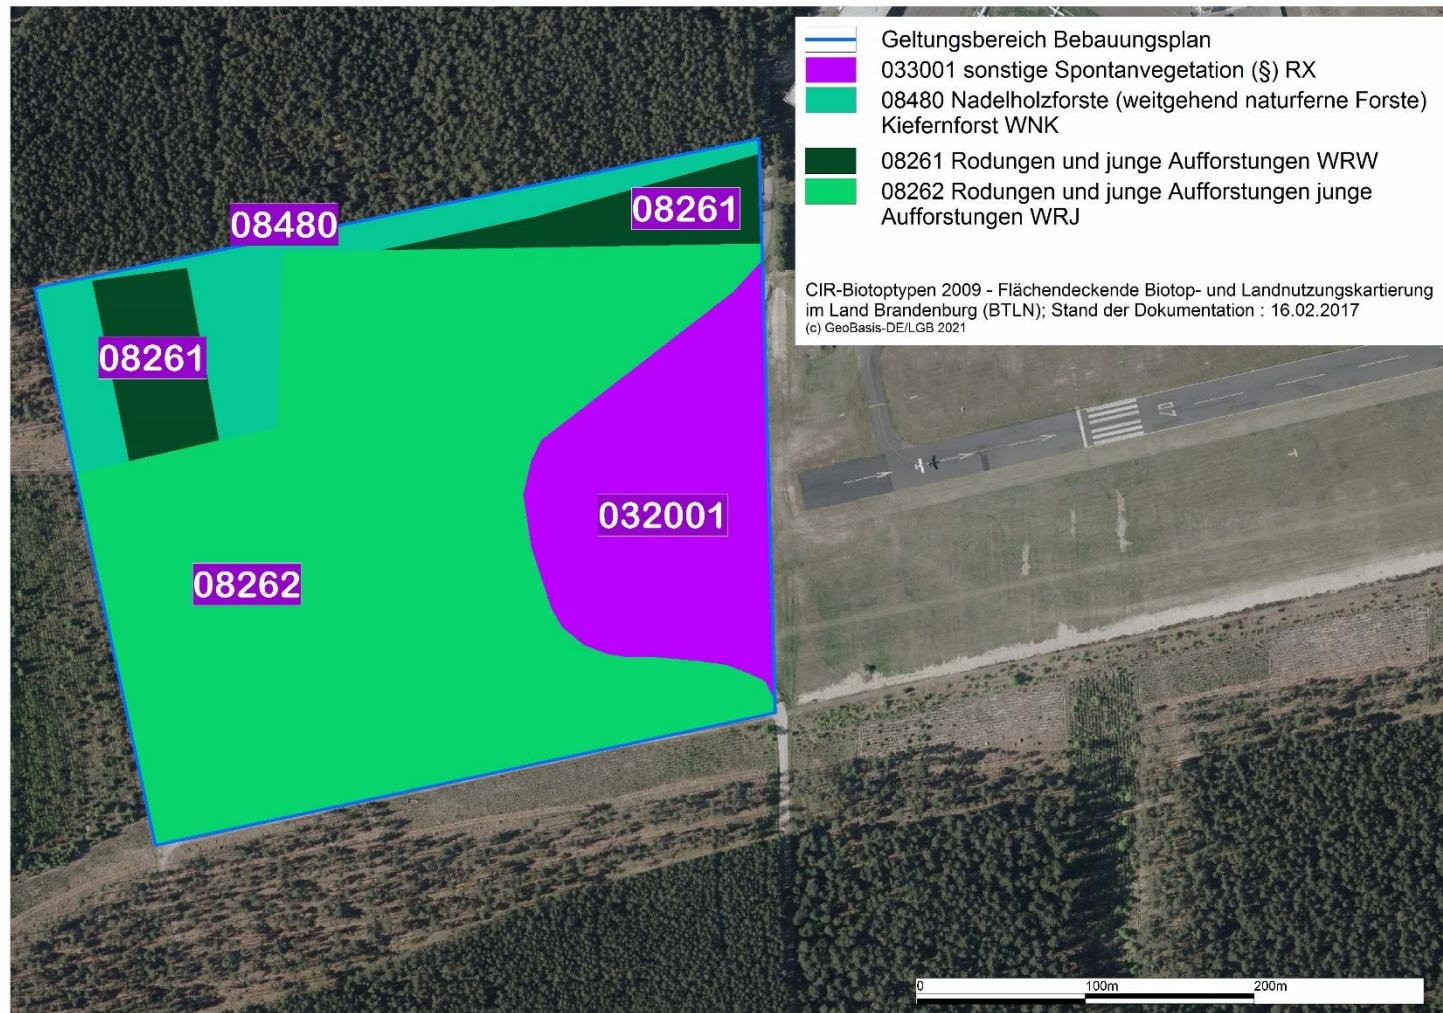 Geltungsbereich Bebauungsplan
033001 sonstige Spontanvegetation (§) RX
08480 Nadelholzforste (weitgehend naturferne Forste)
Kiefernforst WNK
08261 Rodungen und junge Aufforstungen WRW
08262 Rodungen und junge Aufforstungen junge
Aufforstungen WRJ
CIR-Biotoptypen 2009 - Flächendeckende Biotop- und Landnutzungskartierung
im Land Brandenburg (BTLN); Stand der Dokumentation : 16.02.2017
(c) GeoBasis-DE/LGB 2021
08261
08480
08261
07
032001
08262
0 100m 200m